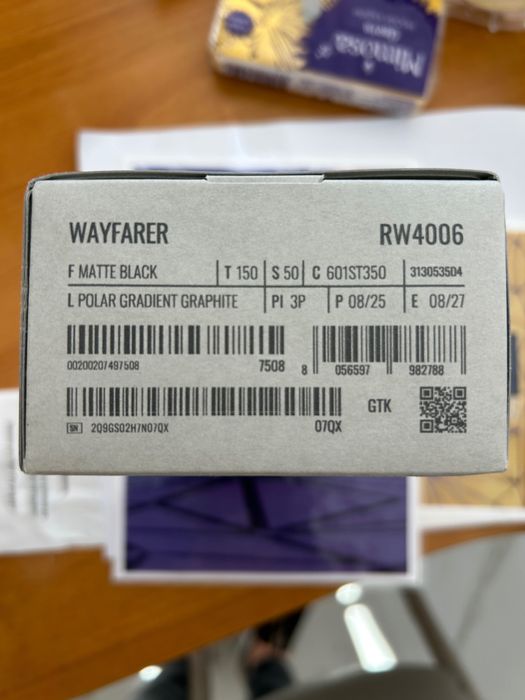 Mimosa
WAYFARER RW4006
F MATTE BLACK T 150 S 50 C 601ST350 313053504
L POLAR GRADIENT GRAPHITE PI 3P P 08/25 E 08/27
00200207497508 7508 8 056597 982788
GTK
SN 2Q9GS02H7N07QX 07QX